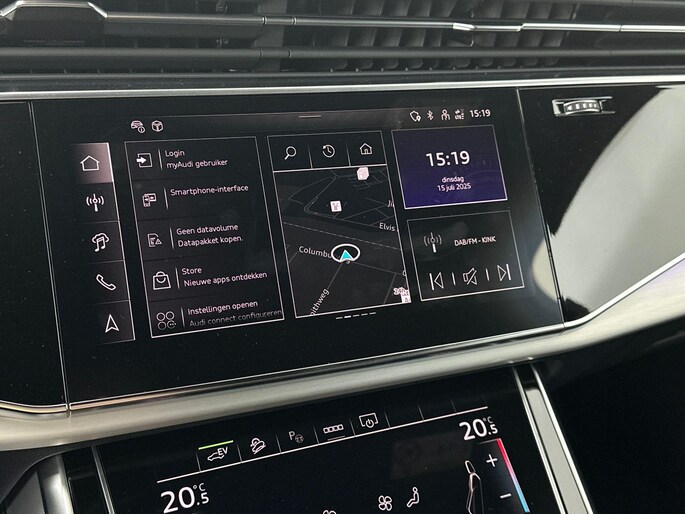 15:19
Login
myAudi gebruiker
Smartphone-interface
Geen datavolume
Datapakket kopen.
Store
Nieuwe apps ontdekken
Instellingen openen
Audi connect configureren
Elvis
Columbu
15:19
dinsdag
15 juli 2025
DAB/FM - KINK
EV
P
20.5
°C
20.5
°C
+
−